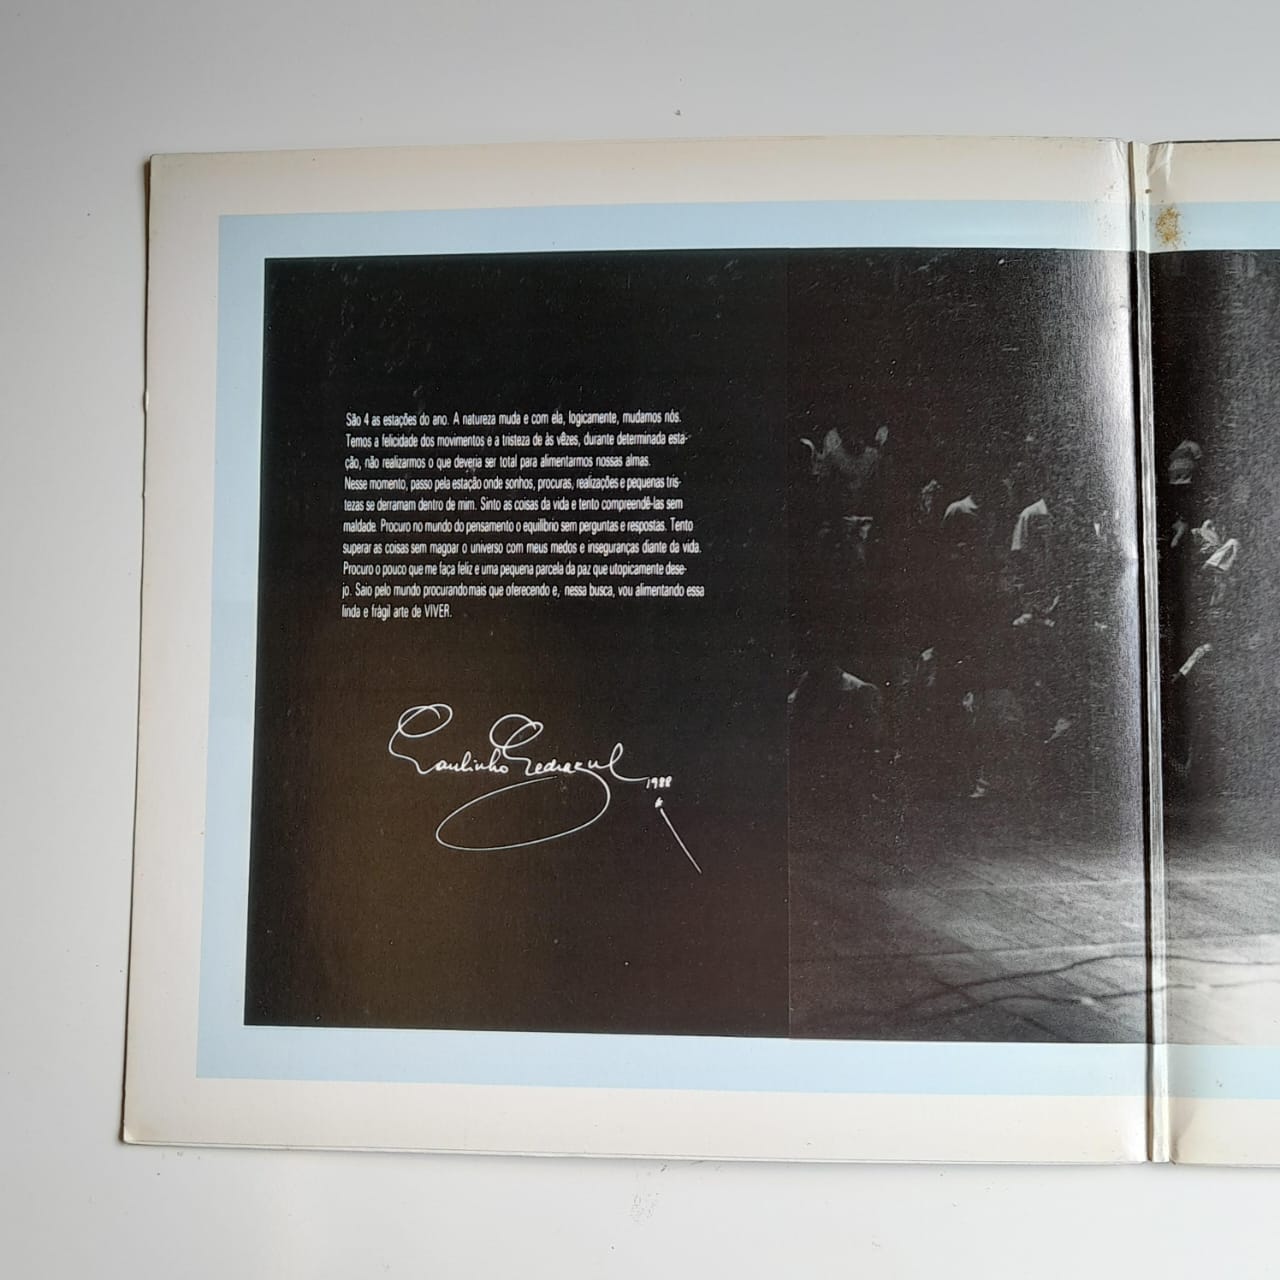 São 4 as estações do ano. A natureza muda e com ela, logicamente, mudamos nós.
Temos a felicidade dos movimentos e a tristeza de às vêzes, durante determinada esta-
ção, não realizarmos o que deveria ser total para alimentarmos nossas almas.
Nesse momento, passo pela estação onde sonhos, procuras, realizações e pequenas tris-
tezas se derramam dentro de mim. Sinto as coisas da vida e tento compreendê-las sem
maldade. Procuro no mundo do pensamento o equilíbrio sem perguntas e respostas. Tento
superar as coisas sem magoar o universo com meus medos e inseguranças diante da vida.
Procuro o pouco que me faça feliz e uma pequena parcela da paz que utopicamente dese-
jo. Saio pelo mundo procurando mais que oferecendo e, nessa busca, vou alimentando essa
linda e frágil arte de VIVER.
Paulinho Pedra Azul 1988